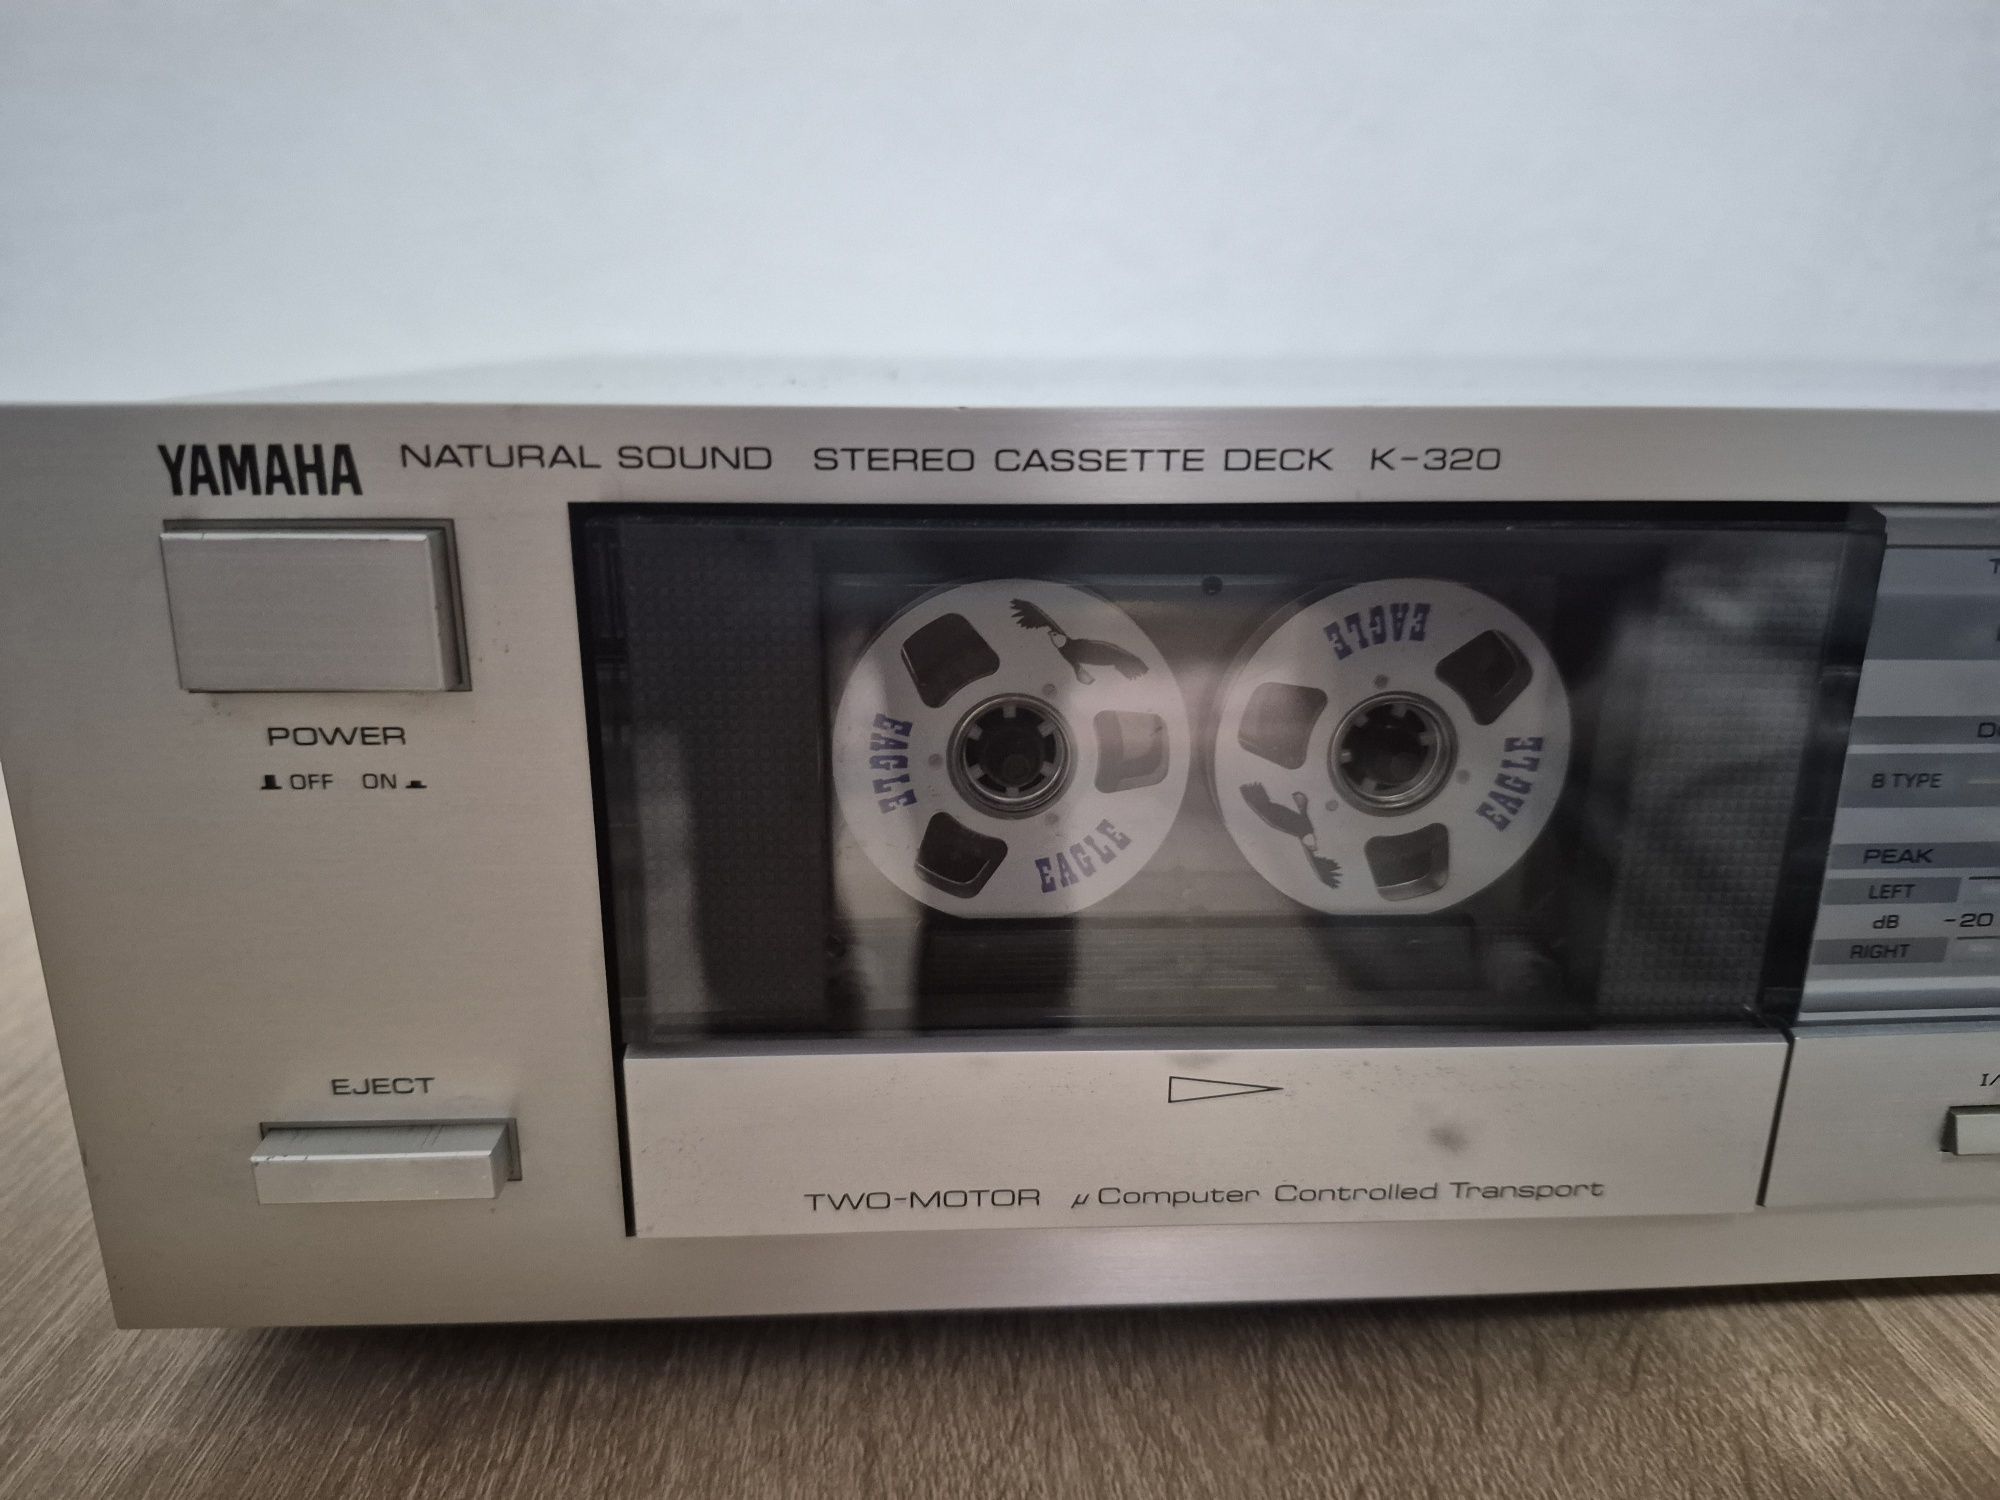 YAMAHA NATURAL SOUND STEREO CASSETTE DECK K-320
POWER
OFF ON
EAGLE
EAGLE
EAGLE
EAGLE
B TYPE
PEAK
LEFT
dB -20
RIGHT
EJECT
TWO-MOTOR μ Computer Controlled Transport